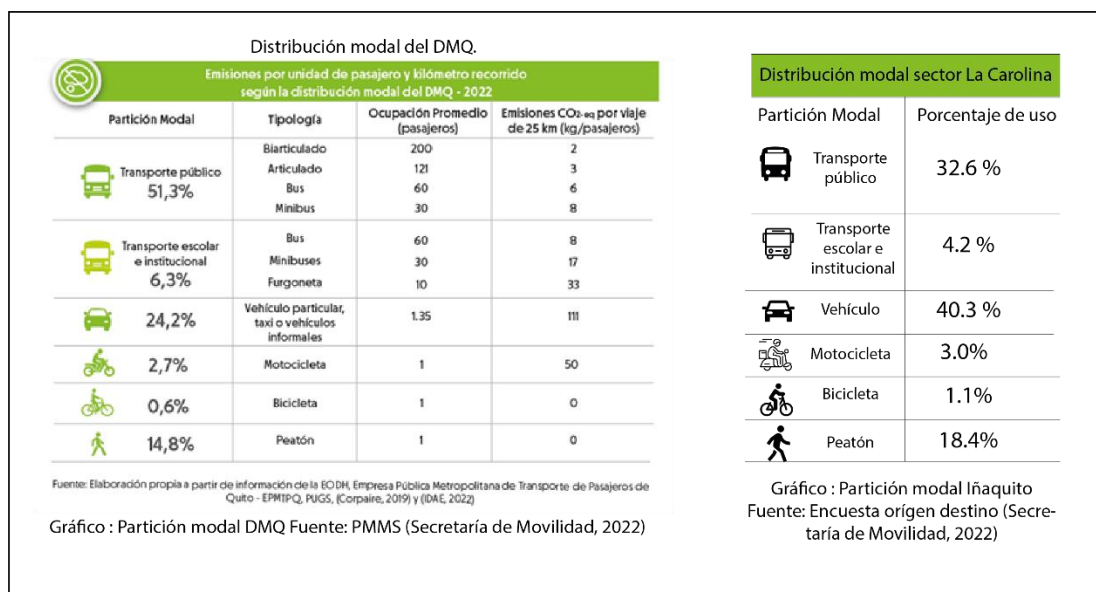 Distribución modal del DMQ.
Emisiones por unidad de pasajero y kilómetro recorrido
según la distribución modal del DMQ - 2022
Partición Modal Tipología Ocupación Promedio (pasajeros) Emisiones CO₂-eq por viaje de 25 km (kg/pasajeros)
Transporte público
51,3%
Biarticulado 200 2
Articulado 121 3
Bus 60 6
Minibus 30 8
Transporte escolar
e institucional
6,3%
Bus 60 8
Minibuses 30 17
Furgoneta 10 33
24,2%
Vehículo particular,
taxi o vehículos
informales
1.35 111
2,7% Motocicleta 1 50
0,6% Bicicleta 1 0
14,8% Peatón 1 0
Fuente: Elaboración propia a partir de información de la EODH, Empresa Pública Metropolitana de Transporte de Pasajeros de
Quito - EPMTPQ, PUGS, (Corpaire, 2019) y (IDAE, 2022)
Gráfico : Partición modal DMQ Fuente: PMMS (Secretaría de Movilidad, 2022)
Distribución modal sector La Carolina
Partición Modal Porcentaje de uso
Transporte
público
32.6 %
Transporte
escolar e
institucional
4.2 %
Vehículo 40.3 %
Motocicleta 3.0%
Bicicleta 1.1%
Peatón 18.4%
Gráfico : Partición modal Iñaquito
Fuente: Encuesta orígen destino (Secre-
taría de Movilidad, 2022)